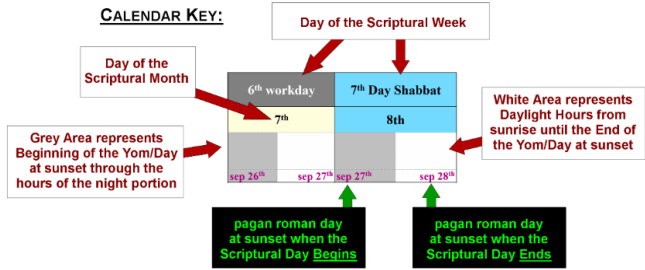 CALENDAR KEY:
Day of the Scriptural Week
Day of the
Scriptural Month
6th workday
7th Day Shabbat
7th
8th
Grey Area represents
Beginning of the Yom/Day
at sunset through the
hours of the night portion
White Area represents
Daylight Hours from
sunrise until the End of
the Yom/Day at sunset
sep 26th
sep 27th
sep 27th
sep 28th
pagan roman day
at sunset when the
Scriptural Day Begins
pagan roman day
at sunset when the
Scriptural Day Ends